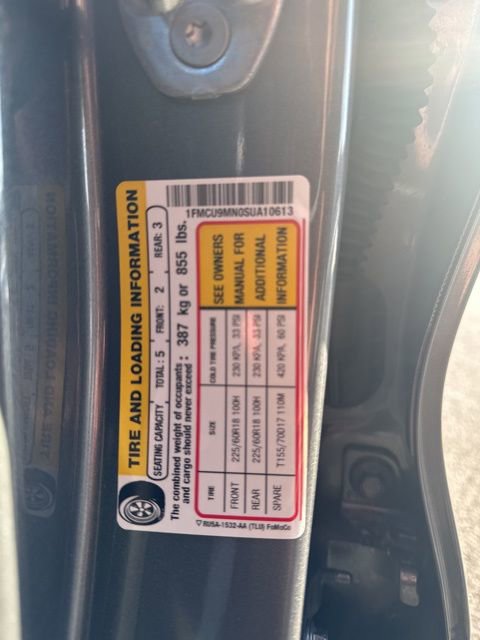 TIRE AND LOADING INFORMATION
SEATING CAPACITY TOTAL: 5 FRONT: 2 REAR: 3
The combined weight of occupants
and cargo should never exceed: 387 kg or 855 lbs.
TIRE SIZE COLD TIRE PRESSURE SEE OWNERS
FRONT 225/60R18 100H 230 KPA, 33 PSI MANUAL FOR
REAR 225/60R18 100H 230 KPA, 33 PSI ADDITIONAL
SPARE T155/70D17 110M 420 KPA, 60 PSI INFORMATION
RU5A-1532-AA (TLU) FoMoCo
1FMCU9MN0SUA10613